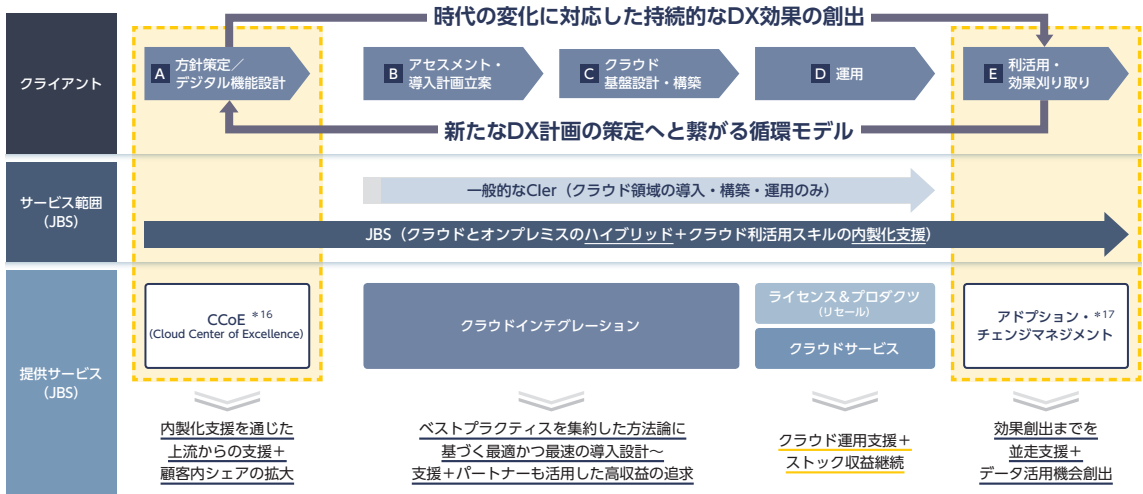 時代の変化に対応した持続的なDX効果の創出
クライアント
A 方針策定／
デジタル機能設計
B アセスメント・
導入計画立案
C クラウド
基盤設計・構築
D 運用
E 利活用・
効果刈り取り
新たなDX計画の策定へと繋がる循環モデル
サービス範囲
(JBS)
一般的なCIer（クラウド領域の導入・構築・運用のみ）
JBS（クラウドとオンプレミスのハイブリッド＋クラウド利活用スキルの内製化支援）
提供サービス
(JBS)
CCoE ＊16
(Cloud Center of Excellence)
クラウドインテグレーション
ライセンス＆プロダクツ
(リセール)
クラウドサービス
アドプション・＊17
チェンジマネジメント
内製化支援を通じた
上流からの支援＋
顧客内シェアの拡大
ベストプラクティスを集約した方法論に
基づく最適かつ最速の導入設計～
支援＋パートナーも活用した高収益の追求
クラウド運用支援＋
ストック収益継続
効果創出までを
並走支援＋
データ活用機会創出